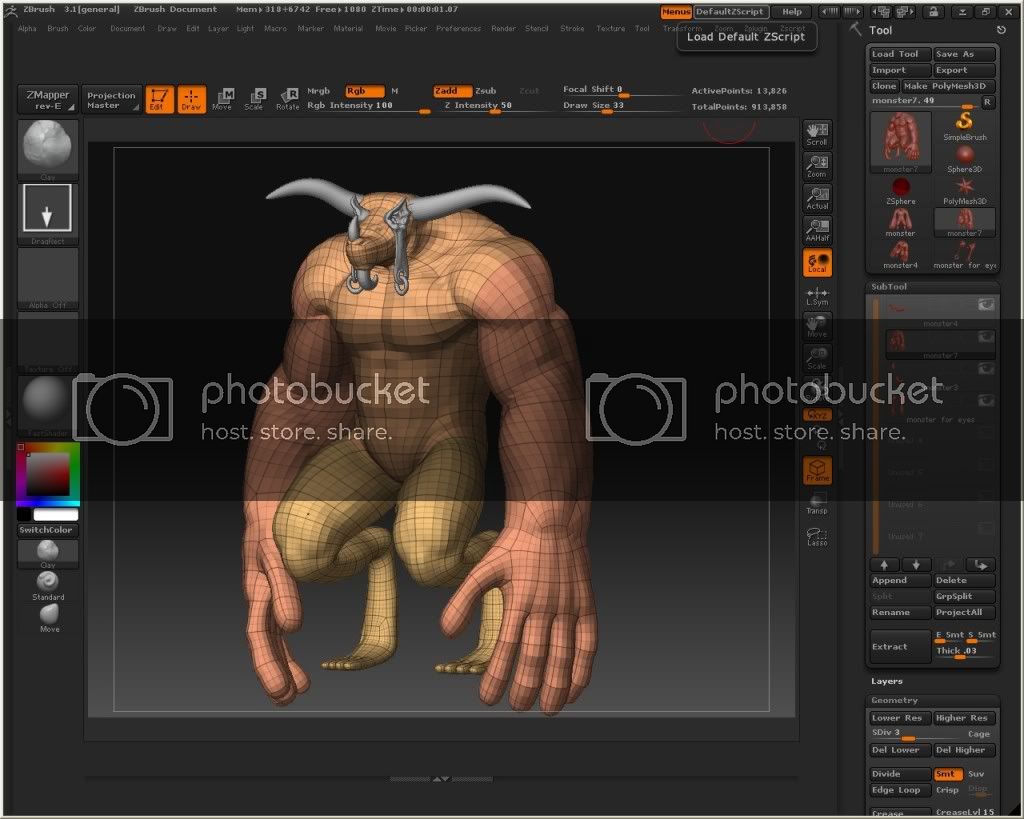 ZBrush 3.1[general] ZBrush Document Mem▸318+6742 Free▸1080 ZTime▸00:00:01.07
Menus DefaultZScript Help
Alpha Brush Color Document Draw Edit Layer Light Macro Marker Material Movie Picker Preferences Render Stencil Stroke Texture Tool Transform Zoom Zplugin
Load Default ZScript
ZMapper
rev-E
Projection
Master
Edit
Draw
Move
Scale
Rotate
Mrgb Rgb M
Rgb Intensity 100
Zadd Zsub Zcut
Z Intensity 50
Focal Shift 0
Draw Size 33
ActivePoints: 13,826
TotalPoints: 913,858
Clay
DragRect
Alpha Off
Texture Off
FastShader
SwitchColor
Clay
Standard
Move
Scroll
Zoom
Actual
AAHalf
Local
L.Sym
Move
Scale
XYZ
Frame
Transp
Lasso
photobucket
host. store. share.
photobucket
host. store. share.
Tool
Load Tool Save As
Import Export
Clone Make PolyMesh3D
monster7. 49 R
monster7
SimpleBrush
Sphere3D
ZSphere PolyMesh3D
monster monster7
monster4 monster for eye
SubTool
monster4
monster7
monster for eyes
Unused 6
Unused 7
Append Delete
Split GrpSplit
Rename ProjectAll
Extract
E Smt S Smt
Thick .03
Layers
Geometry
Lower Res Higher Res
SDiv 3 Cage
Del Lower Del Higher
Divide Smt Suv
Edge Loop Crisp Disp
Crease CreaseLvl 15